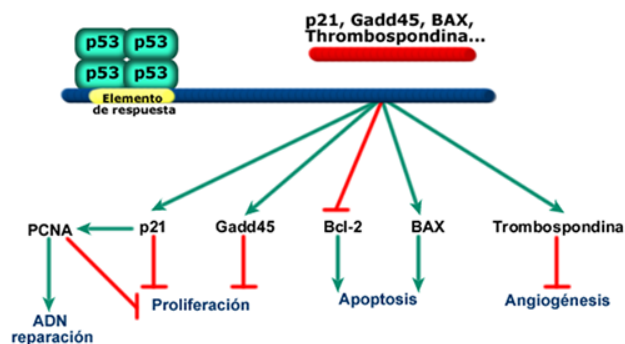 p53 p53
p53 p53
p21, Gadd45, BAX,
Thrombospondina...
Elemento
de respuesta
PCNA p21 Gadd45 Bcl-2 BAX Trombospondina
Proliferación Apoptosis Angiogénesis
ADN
reparación